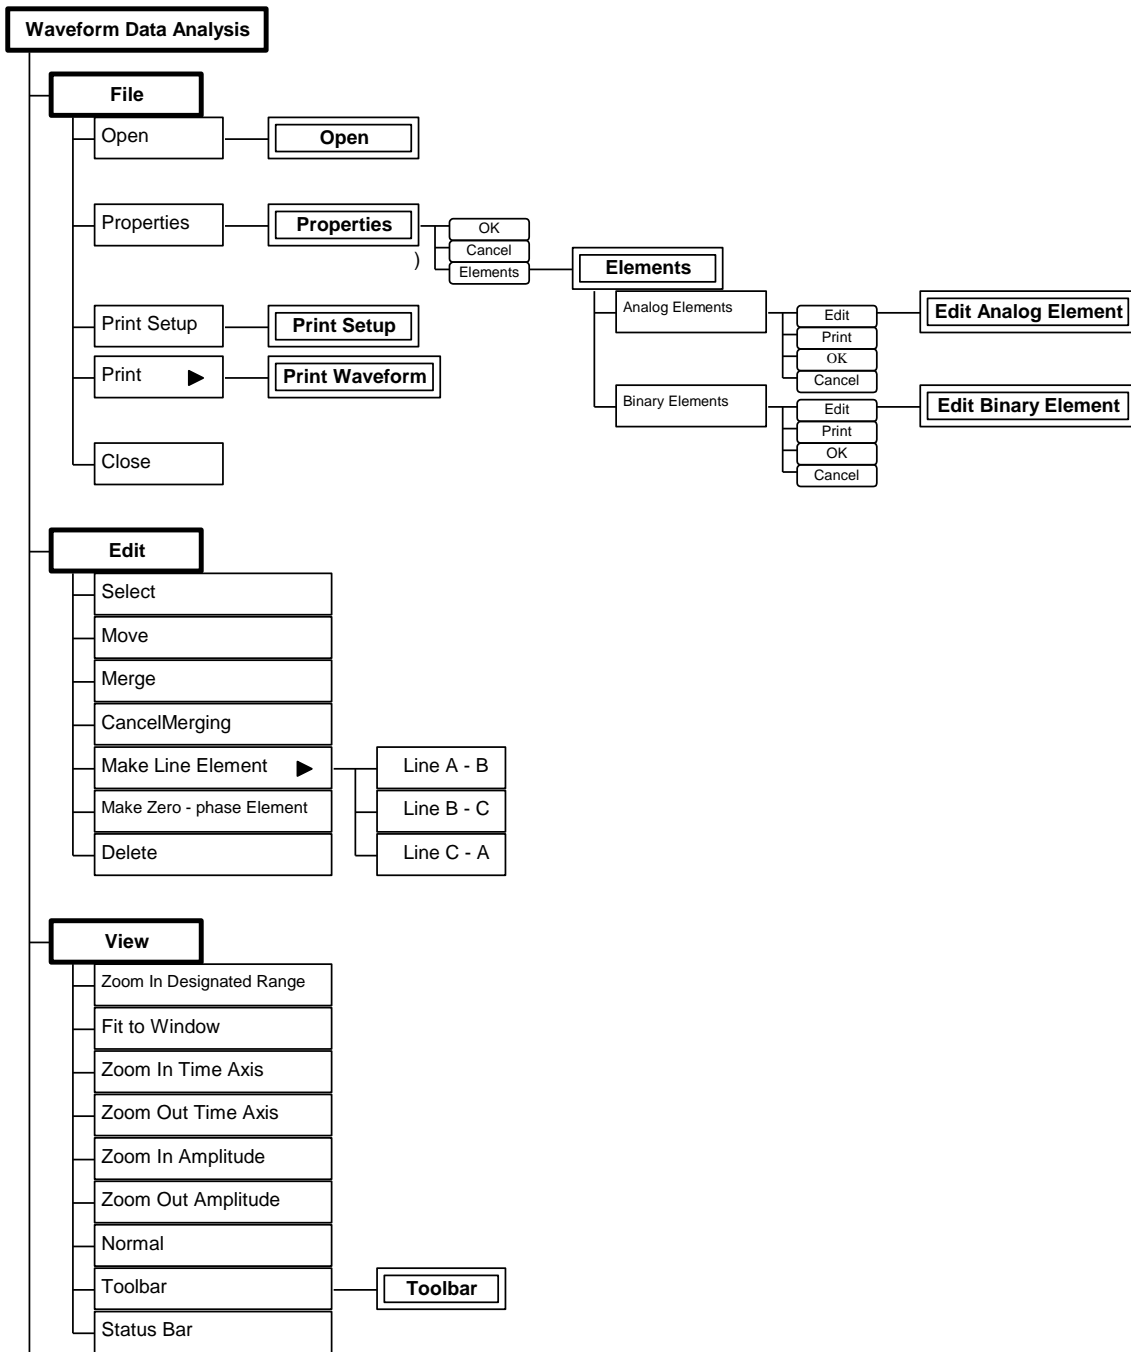 Waveform Data Analysis
File
Open
Open
Properties
Properties
)
OK
Cancel
Elements
Elements
Analog Elements
Edit
Print
OK
Cancel
Edit Analog Element
Binary Elements
Edit
Print
OK
Cancel
Edit Binary Element
Print Setup
Print Setup
Print ▶
Print Waveform
Close
Edit
Select
Move
Merge
CancelMerging
Make Line Element ▶
Line A - B
Line B - C
Line C - A
Make Zero - phase Element
Delete
View
Zoom In Designated Range
Fit to Window
Zoom In Time Axis
Zoom Out Time Axis
Zoom In Amplitude
Zoom Out Amplitude
Normal
Toolbar
Toolbar
Status Bar